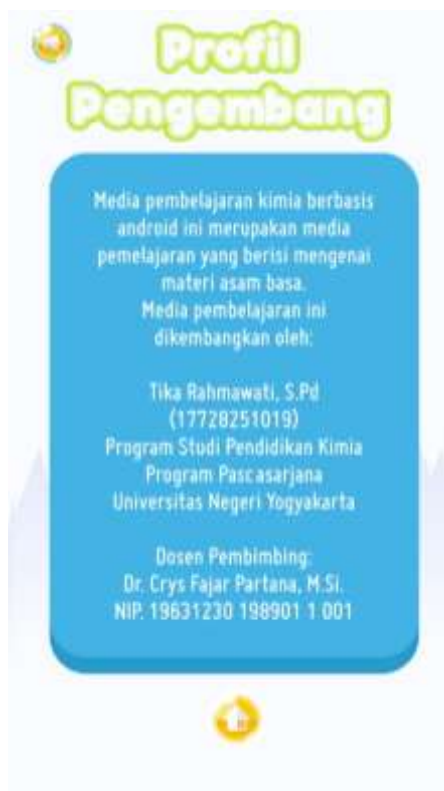 Profil
Pengembang
Media pembelajaran kimia berbasis
android ini merupakan media
pemelajaran yang berisi mengenai
materi asam basa.
Media pembelajaran ini
dikembangkan oleh:
Tika Rahmawati, S.Pd
(17728251019)
Program Studi Pendidikan Kimia
Program Pascasarjana
Universitas Negeri Yogyakarta
Dosen Pembimbing:
Dr. Crys Fajar Partana, M.Si.
NIP. 19631230 198901 1 001